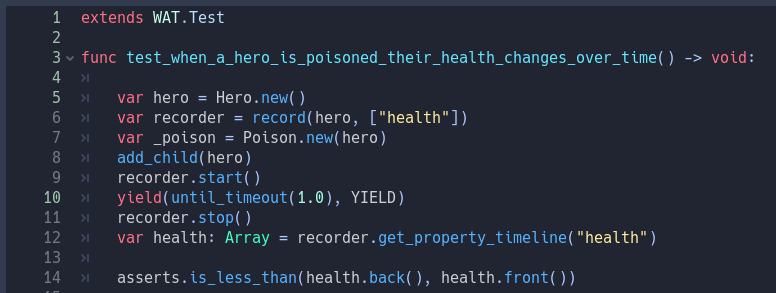 1 extends WAT.Test
2
3 func test_when_a_hero_is_poisoned_their_health_changes_over_time() -> void:
4
5 var hero = Hero.new()
6 var recorder = record(hero, ["health"])
7 var _poison = Poison.new(hero)
8 add_child(hero)
9 recorder.start()
10 yield(until_timeout(1.0), YIELD)
11 recorder.stop()
12 var health: Array = recorder.get_property_timeline("health")
13
14 asserts.is_less_than(health.back(), health.front())